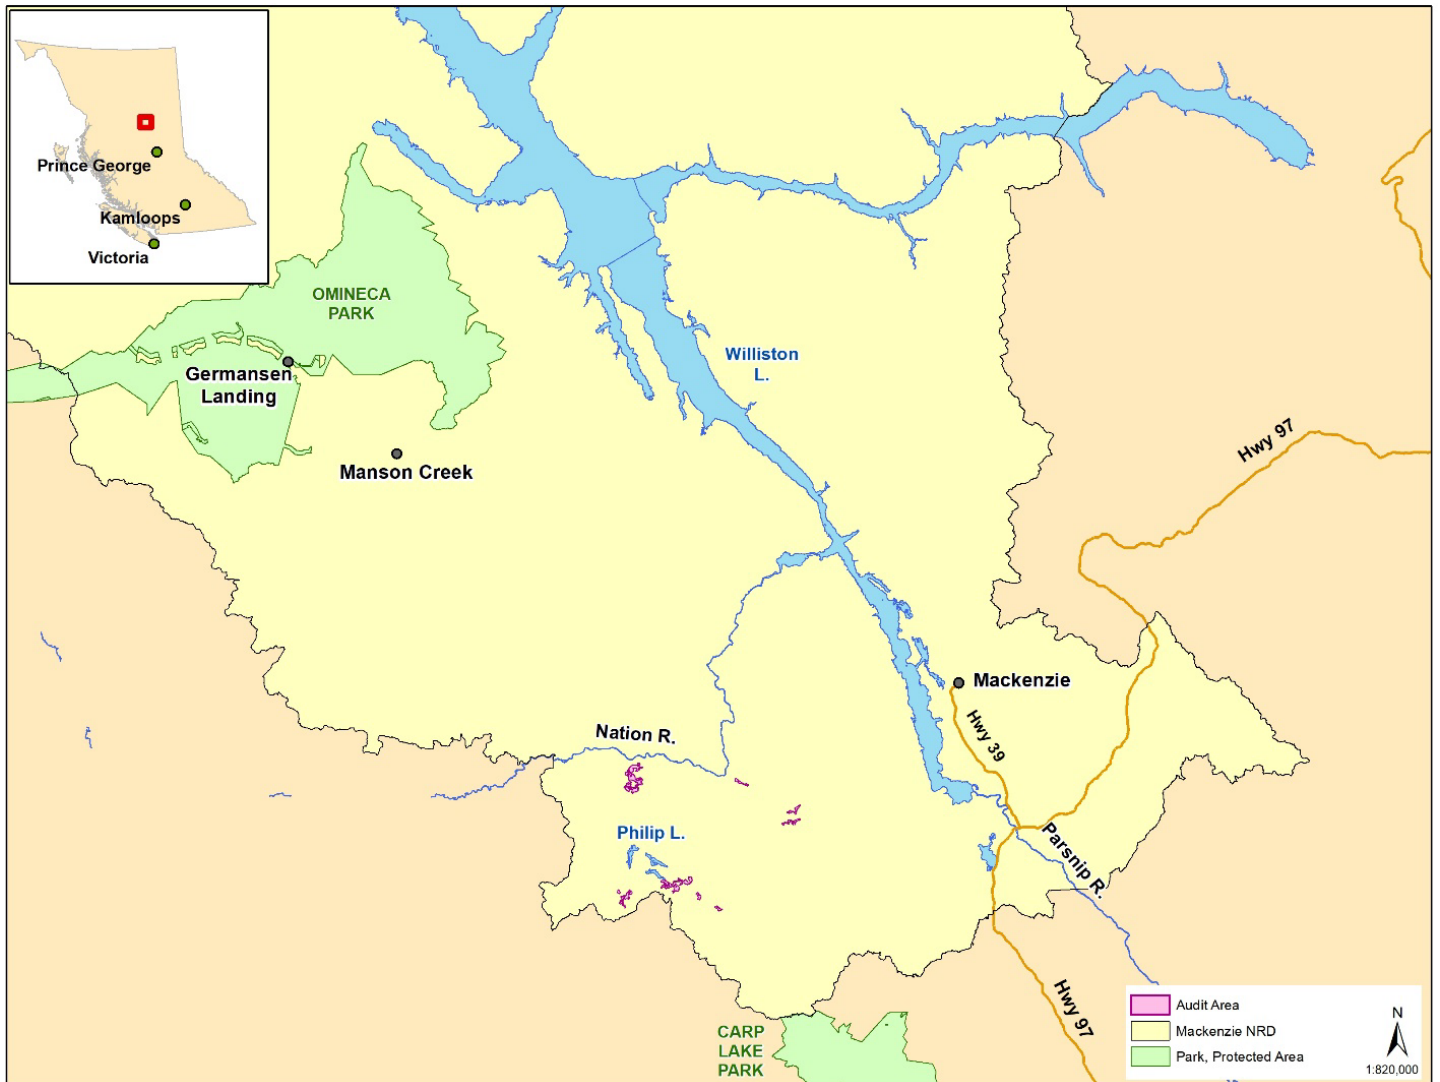 Prince George
Kamloops
Victoria
OMINECA
PARK
Germansen
Landing
Manson Creek
Williston
L.
Hwy 97
Mackenzie
Hwy 39
Nation R.
Philip L.
Parsnip R.
Hwy 97
CARP
LAKE
PARK
Audit Area
Mackenzie NRD
Park, Protected Area
N
1:820,000